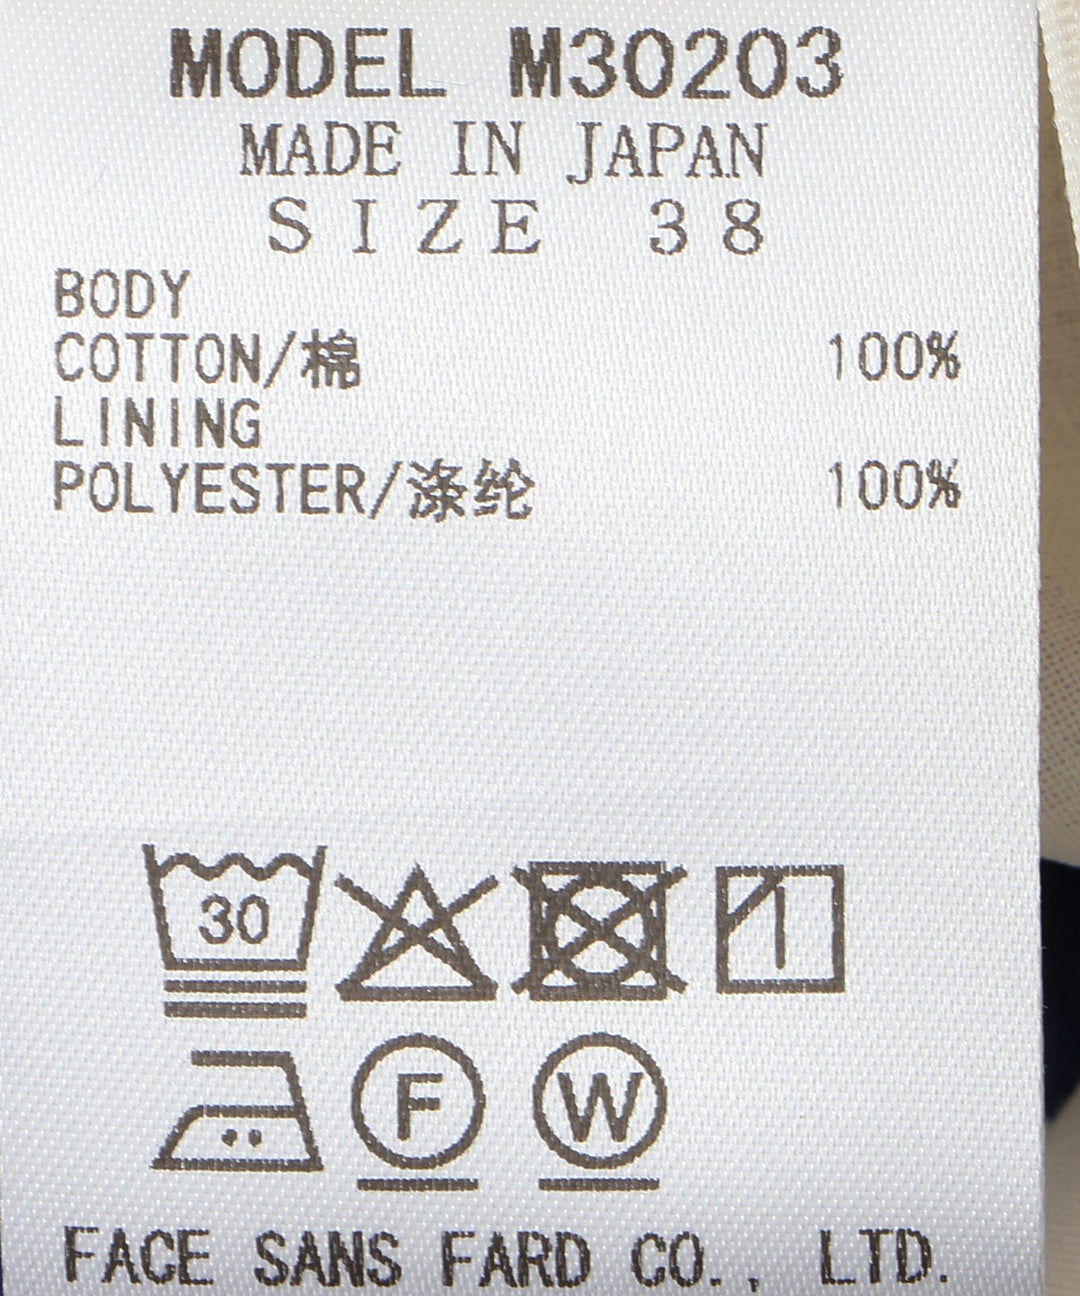 MODEL M30203
MADE IN JAPAN
SIZE 38
BODY
COTTON/棉 100%
LINING
POLYESTER/涤纶 100%
30
F W
FACE SANS FARD CO., LTD.